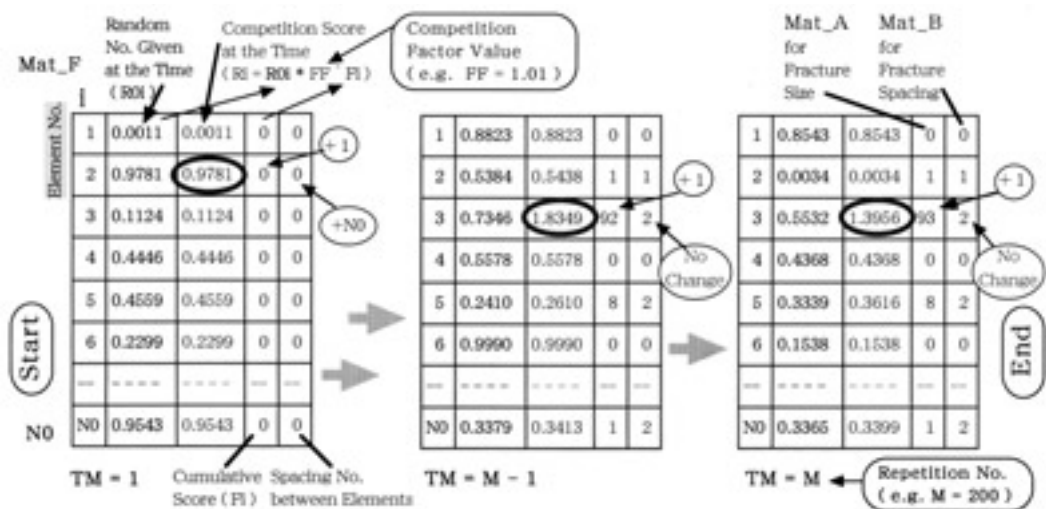 Mat_F
Random
No. Given
at the Time
( R0i )
Competition Score
at the Time
( Ri = R0i * FF ^ Fi )
Competition
Factor Value
( e.g. FF = 1.01 )
Mat_A
for
Fracture
Size
Mat_B
for
Fracture
Spacing
Element No.
i
1 0.0011 0.0011 0 0
2 0.9781 0.9781 0 0
3 0.1124 0.1124 0 0
4 0.4446 0.4446 0 0
5 0.4559 0.4559 0 0
6 0.2299 0.2299 0 0
-- ---- ---- -- --
N0 0.9543 0.9543 0 0
+1
+N0
Start
N0
TM = 1
Cumulative
Score ( Fi )
Spacing No.
between Elements
1 0.8823 0.8823 0 0
2 0.5384 0.5438 1 1
3 0.7346 1.8349 92 2
4 0.5578 0.5578 0 0
5 0.2410 0.2610 8 2
6 0.9990 0.9990 0 0
-- ---- ---- -- --
N0 0.3379 0.3413 1 2
+1
No
Change
TM = M - 1
1 0.8543 0.8543 0 0
2 0.0034 0.0034 1 1
3 0.5532 1.3956 93 2
4 0.4368 0.4368 0 0
5 0.3339 0.3616 8 2
6 0.1538 0.1538 0 0
-- ---- ---- -- --
N0 0.3365 0.3399 1 2
+1
No
Change
End
TM = M
Repetition No.
( e.g. M = 200 )